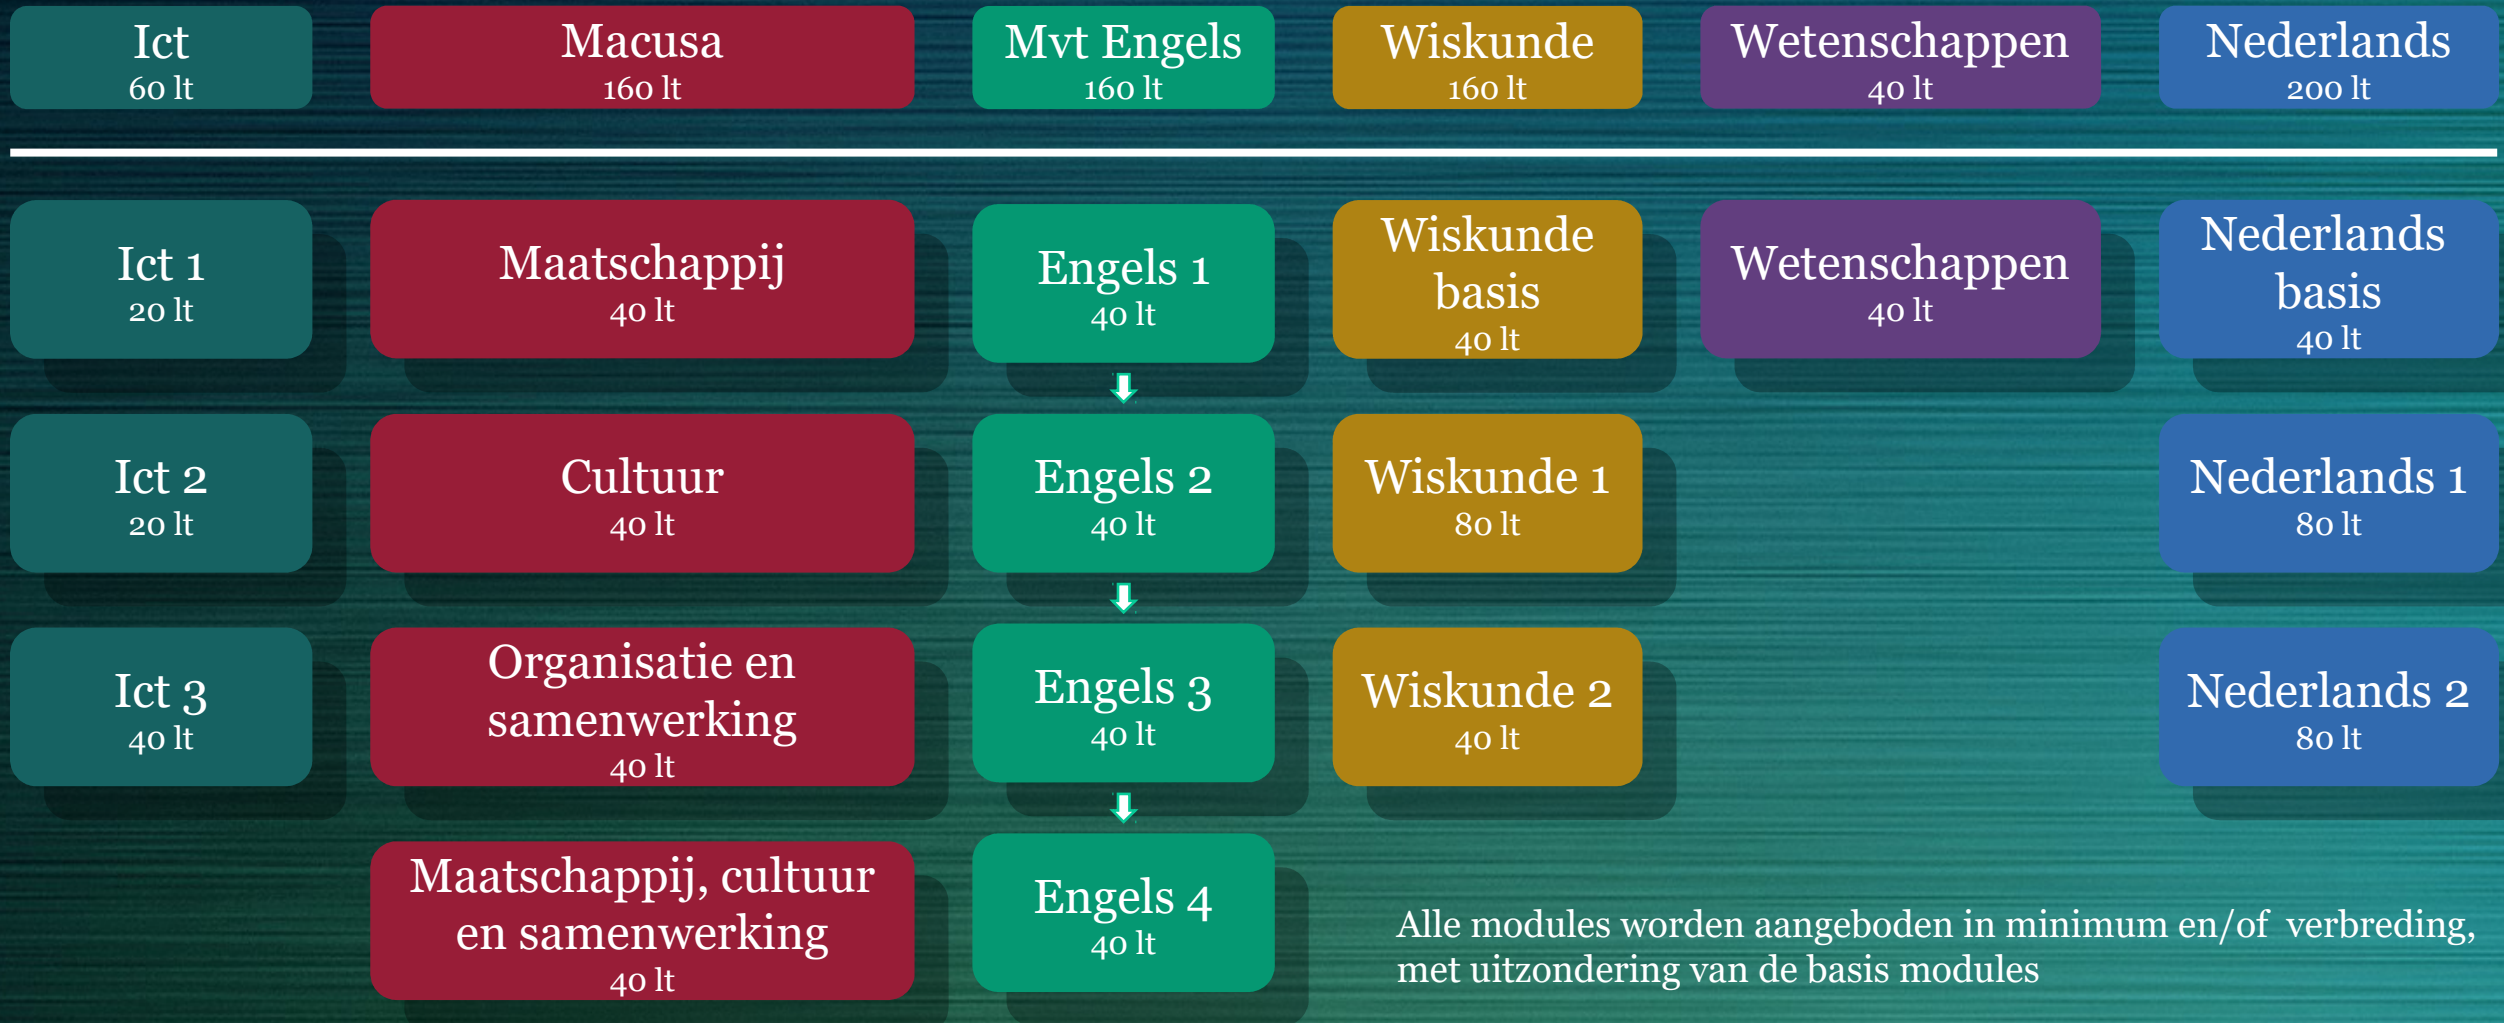 Ict
60 lt
Macusa
160 lt
Mvt Engels
160 lt
Wiskunde
160 lt
Wetenschappen
40 lt
Nederlands
200 lt
Ict 1
20 lt
Maatschappij
40 lt
Engels 1
40 lt
Wiskunde
basis
40 lt
Wetenschappen
40 lt
Nederlands
basis
40 lt
Ict 2
20 lt
Cultuur
40 lt
Engels 2
40 lt
Wiskunde 1
80 lt
Nederlands 1
80 lt
Ict 3
40 lt
Organisatie en
samenwerking
40 lt
Engels 3
40 lt
Wiskunde 2
40 lt
Nederlands 2
80 lt
Maatschappij, cultuur
en samenwerking
40 lt
Engels 4
40 lt
Alle modules worden aangeboden in minimum en/of verbreding,
met uitzondering van de basis modules